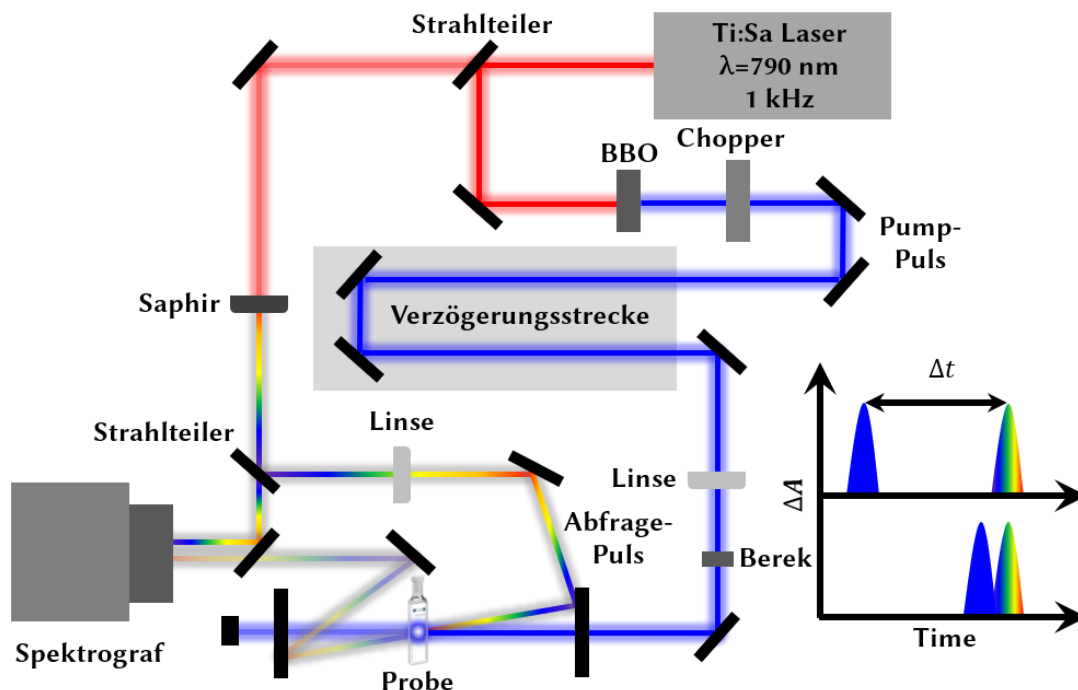 Strahlteiler
Ti:Sa Laser
λ=790 nm
1 kHz
BBO
Chopper
Pump-
Puls
Saphir
Verzögerungsstrecke
Δt
Strahlteiler
Linse
Linse
Abfrage-
Puls
ΔA
Berek
Spektrograf
Probe
Time